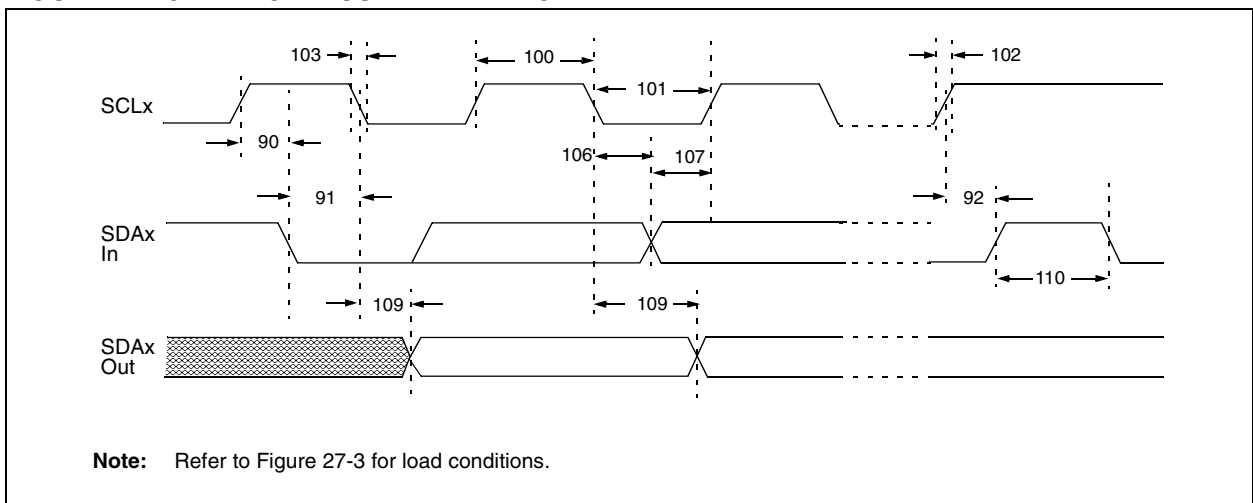 103
100
102
101
SCLx
90
106
107
91
92
SDAx
In
110
109
109
SDAx
Out
Note: Refer to Figure 27-3 for load conditions.